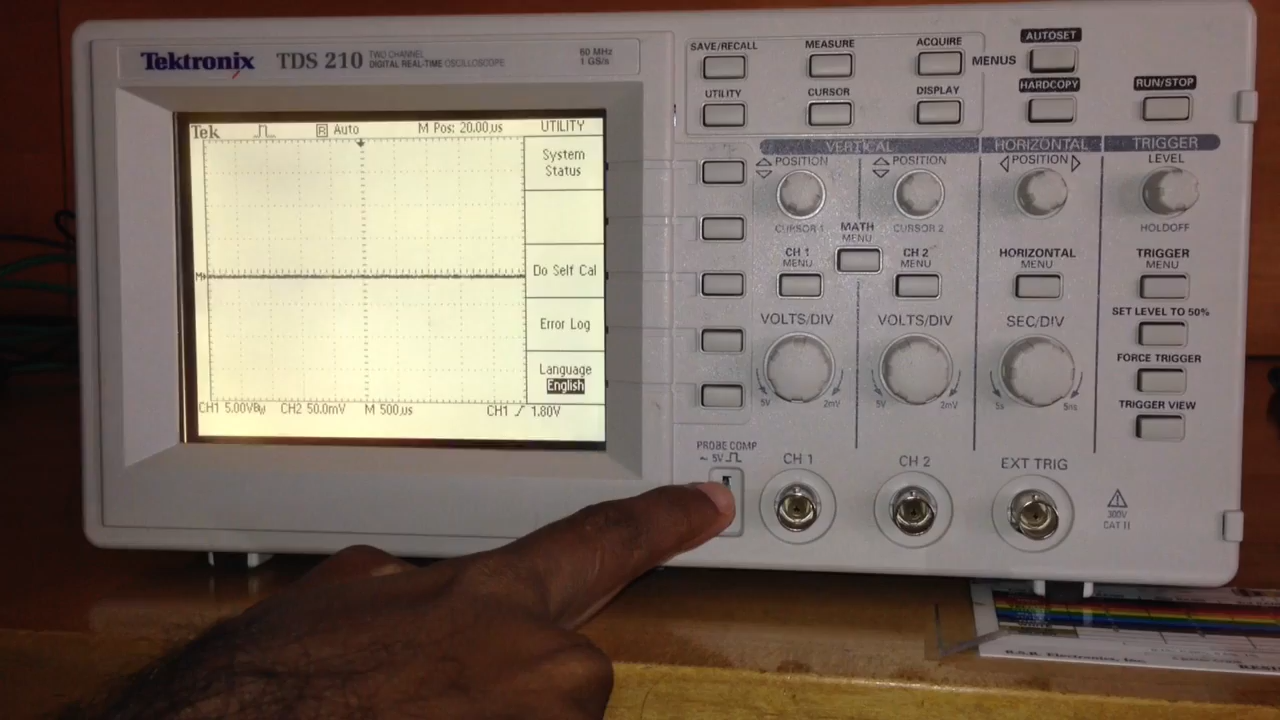 Tektronix TDS 210 TWO CHANNEL DIGITAL REAL-TIME OSCILLOSCOPE
60 MHz
1 GS/s
Tek R Auto M Pos: 20.00µs UTILITY
System
Status
Do Self Cal
Error Log
Language
English
M
CH1 5.00VBW CH2 50.0mV M 500µs CH1 1.80V
SAVE/RECALL MEASURE ACQUIRE
MENUS
AUTOSET
UTILITY CURSOR DISPLAY
HARDCOPY
RUN/STOP
VERTICAL HORIZONTAL TRIGGER
POSITION POSITION POSITION LEVEL
CURSOR 1 CURSOR 2 HOLDOFF
MATH
MENU
CH 1
MENU
CH 2
MENU
HORIZONTAL
MENU
TRIGGER
MENU
SET LEVEL TO 50%
VOLTS/DIV VOLTS/DIV SEC/DIV
FORCE TRIGGER
5V 2mV 5V 2mV 5s 5ns
TRIGGER VIEW
PROBE COMP
~ 5V
CH 1 CH 2 EXT TRIG
300V
CAT II
R.S.R. Electronics, Inc.